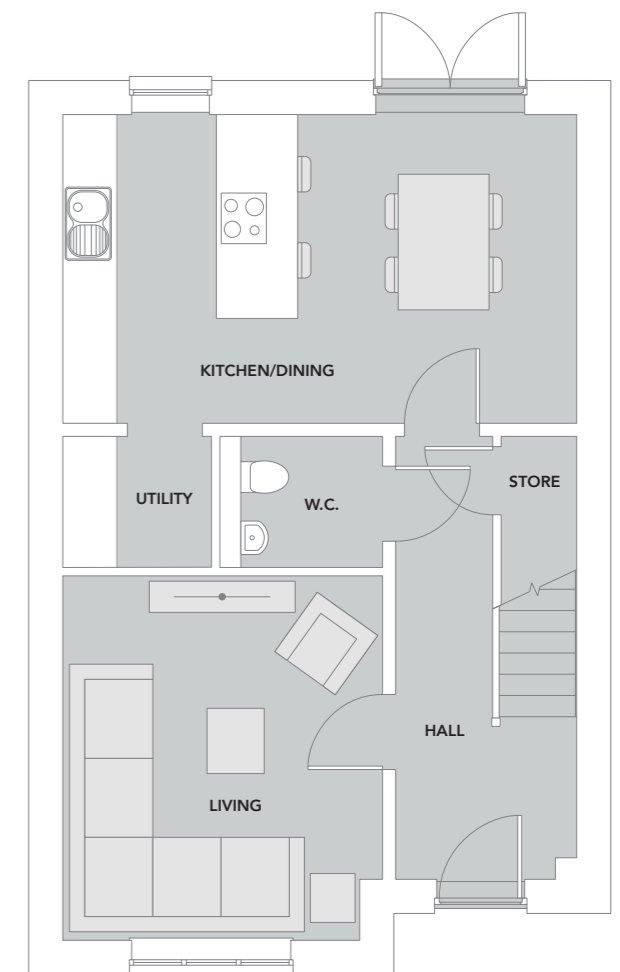 KITCHEN/DINING
STORE
UTILITY
W.C.
HALL
LIVING